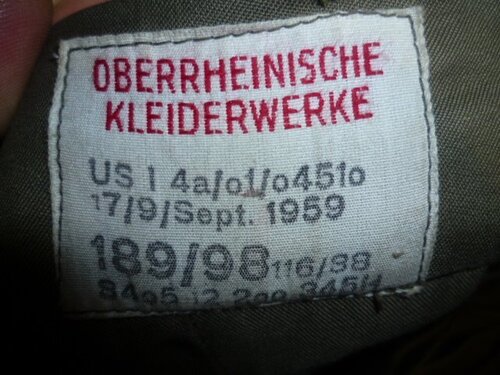 OBERRHEINISCHE
KLEIDERWERKE
US I 4a/o1/o451o
17/9/Sept. 1959
189/98 116/98